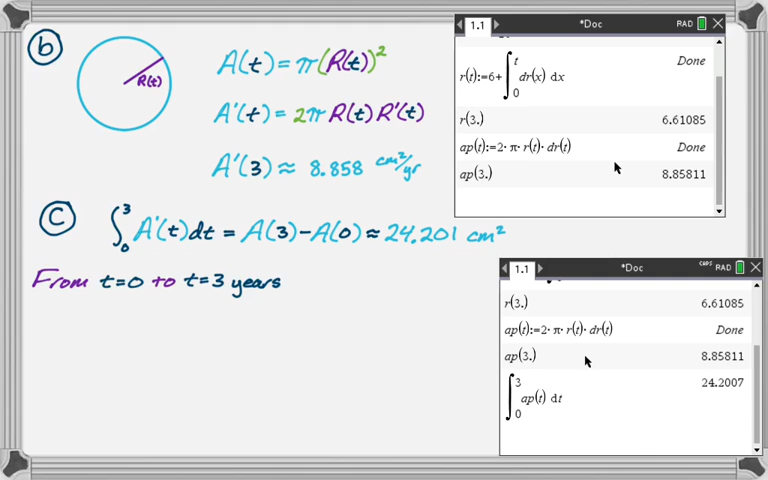 b
R(t)
A(t) = π(R(t))²
A'(t) = 2π R(t) R'(t)
A'(3) ≈ 8.858 cm²/yr
c
∫₀³ A'(t)dt = A(3) - A(0) ≈ 24.201 cm²
From t=0 to t=3 years
1.1 *Doc RAD
r(t):=6+∫₀ᵗ dr(x) dx Done
r(3.) 6.61085
ap(t):=2·π·r(t)·dr(t) Done
ap(3.) 8.85811
1.1 *Doc CAPS RAD
r(3.) 6.61085
ap(t):=2·π·r(t)·dr(t) Done
ap(3.) 8.85811
∫₀³ ap(t) dt 24.2007